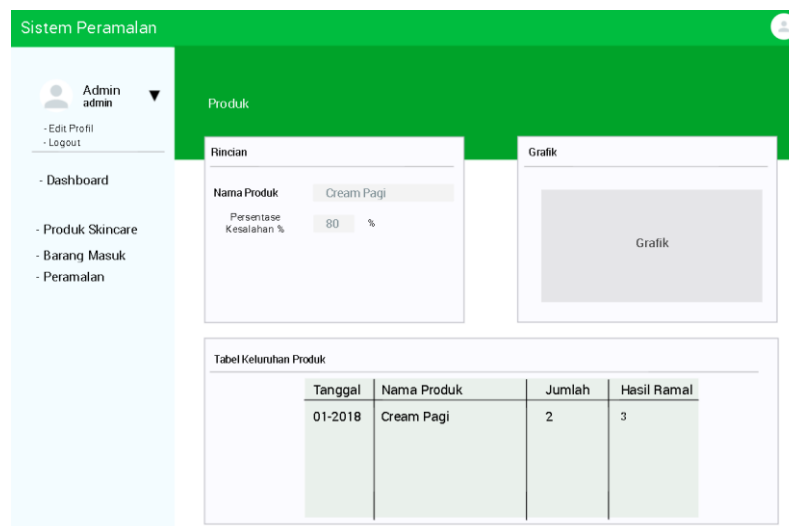 Sistem Peramalan
Admin
admin
▼
- Edit Profil
- Logout
- Dashboard
- Produk Skincare
- Barang Masuk
- Peramalan
Produk
Rincian
Nama Produk Cream Pagi
Persentase
Kesalahan % 80 %
Grafik
Grafik
Tabel Keluruhan Produk
Tanggal Nama Produk Jumlah Hasil Ramal
01-2018 Cream Pagi 2 3